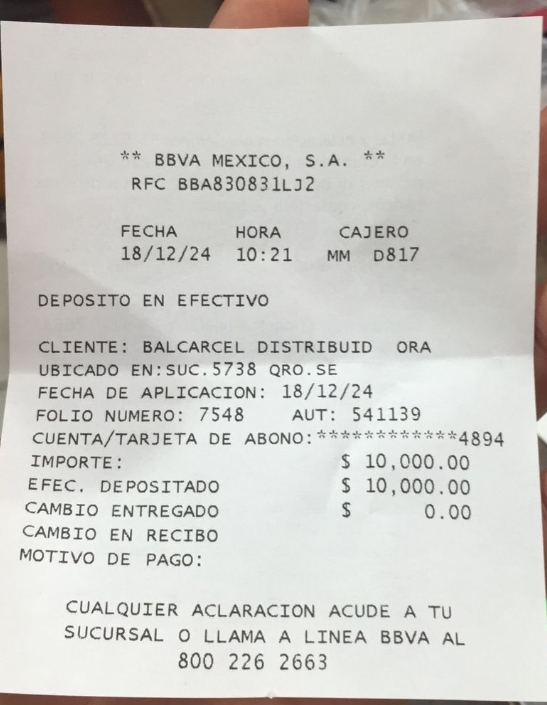 ** BBVA MEXICO, S.A. **
RFC BBA830831LJ2
FECHA HORA CAJERO
18/12/24 10:21 MM D817
DEPOSITO EN EFECTIVO
CLIENTE: BALCARCEL DISTRIBUID ORA
UBICADO EN:SUC.5738 QRO.SE
FECHA DE APLICACION: 18/12/24
FOLIO NUMERO: 7548 AUT: 541139
CUENTA/TARJETA DE ABONO:************4894
IMPORTE: $ 10,000.00
EFEC. DEPOSITADO $ 10,000.00
CAMBIO ENTREGADO $ 0.00
CAMBIO EN RECIBO
MOTIVO DE PAGO:
CUALQUIER ACLARACION ACUDE A TU
SUCURSAL O LLAMA A LINEA BBVA AL
800 226 2663